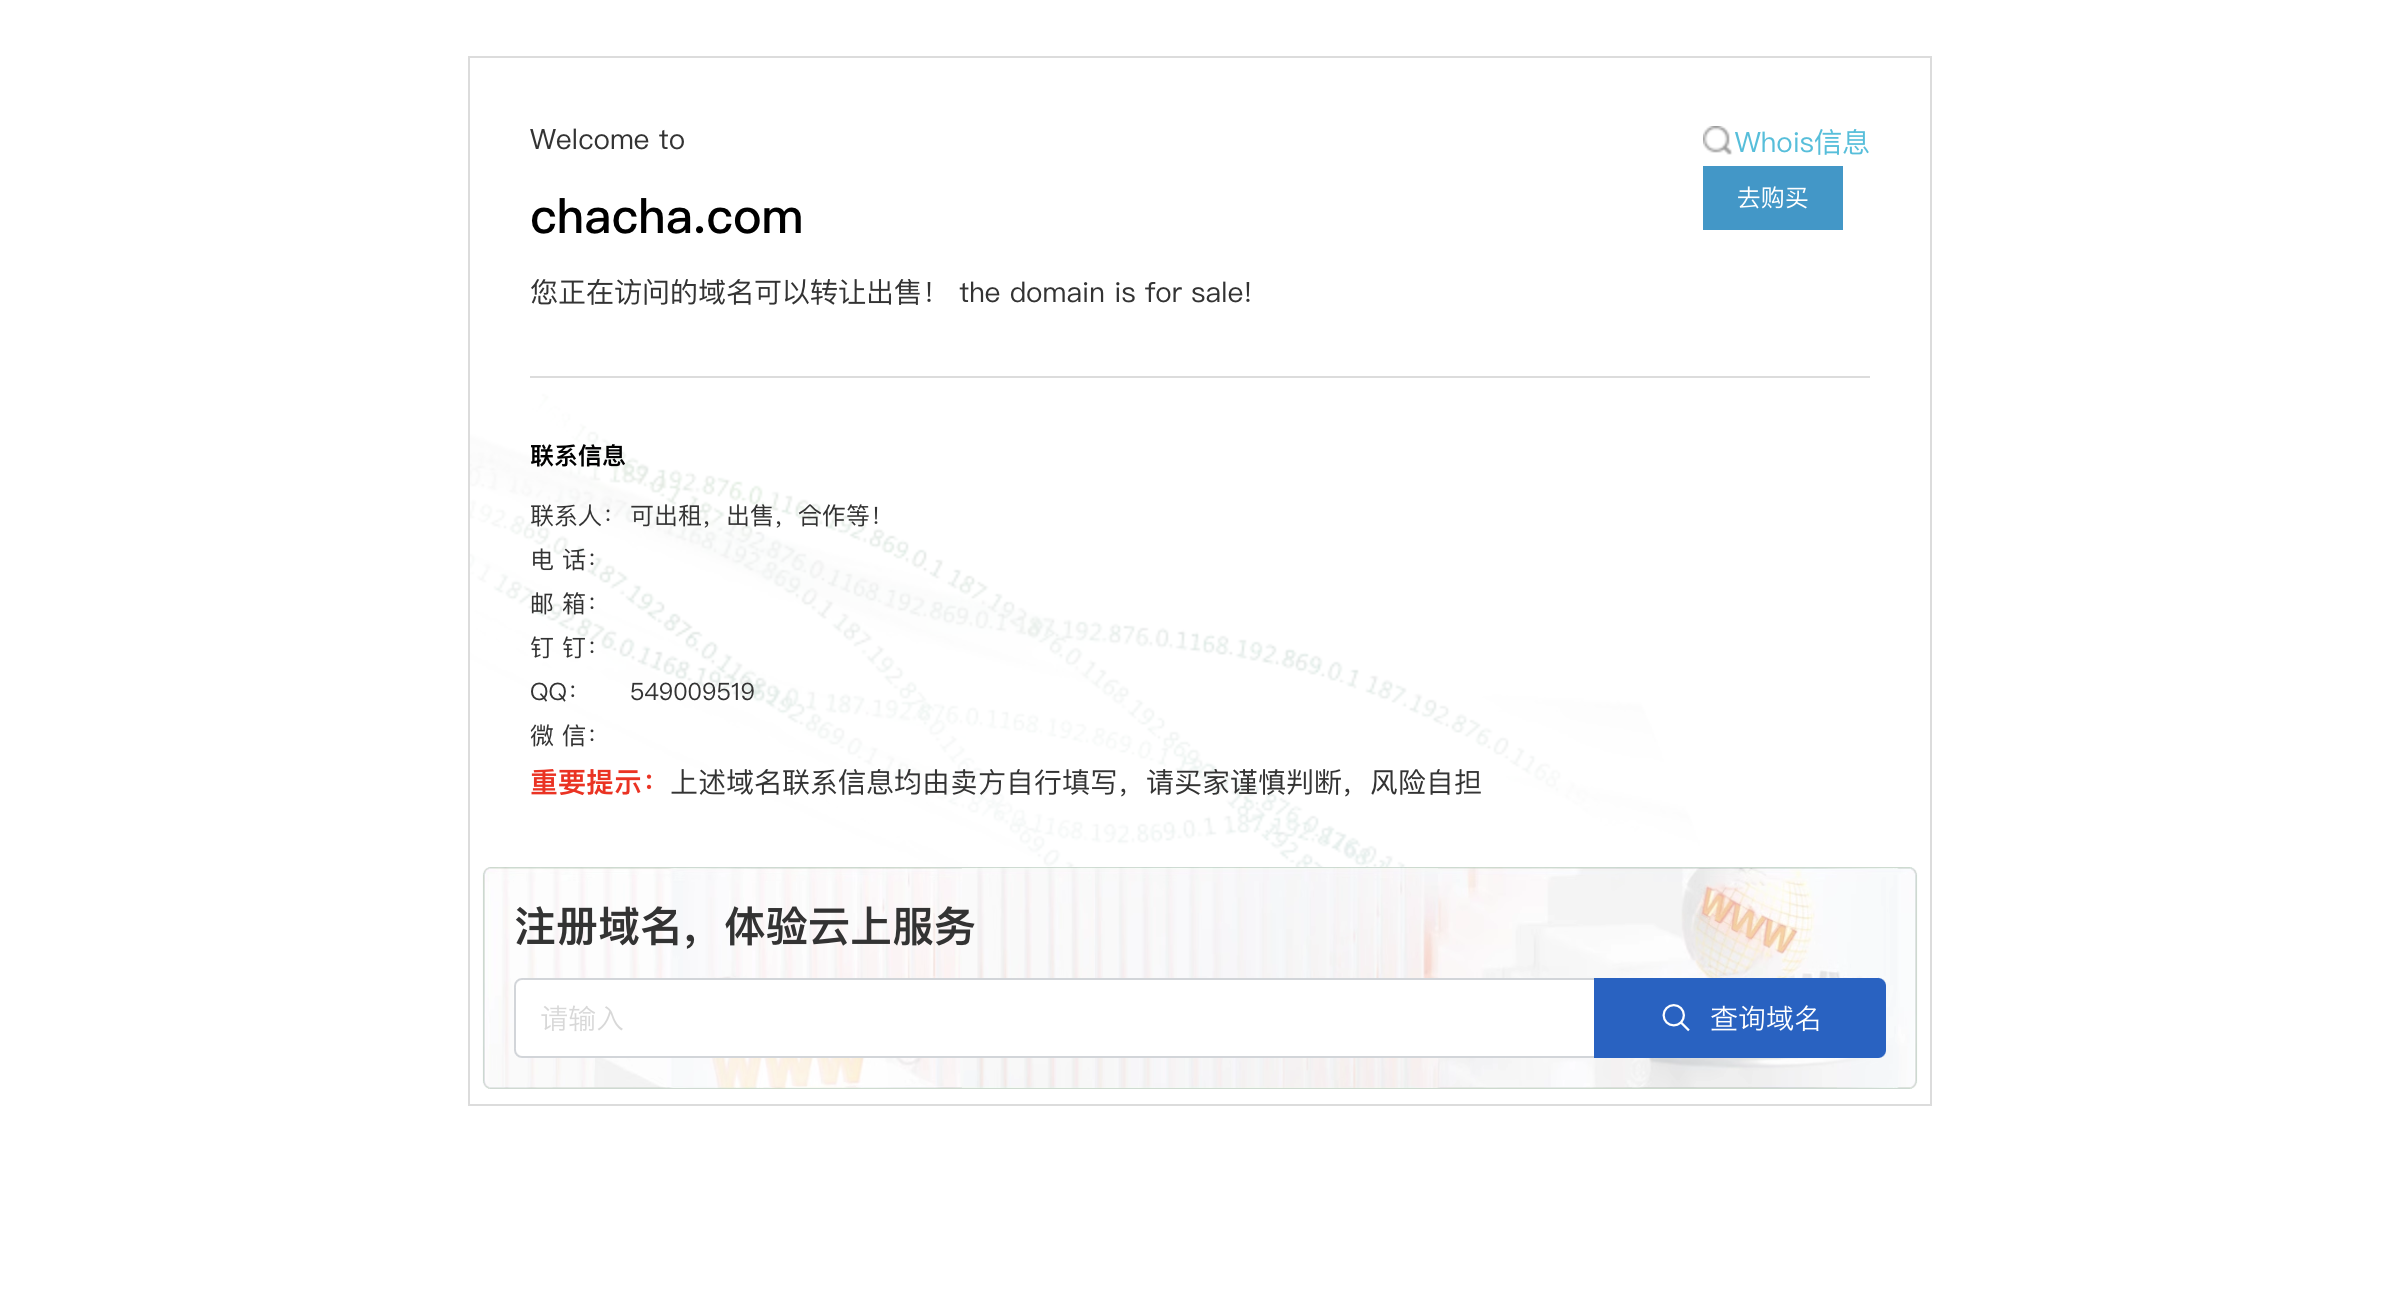 Welcome to
Whois信息
去购买
chacha.com
您正在访问的域名可以转让出售！ the domain is for sale!
联系信息
联系人： 可出租，出售，合作等！
电 话：
邮 箱：
钉 钉：
QQ： 549009519
微 信：
重要提示：上述域名联系信息均由卖方自行填写，请买家谨慎判断，风险自担
注册域名，体验云上服务
www
请输入
查询域名
www